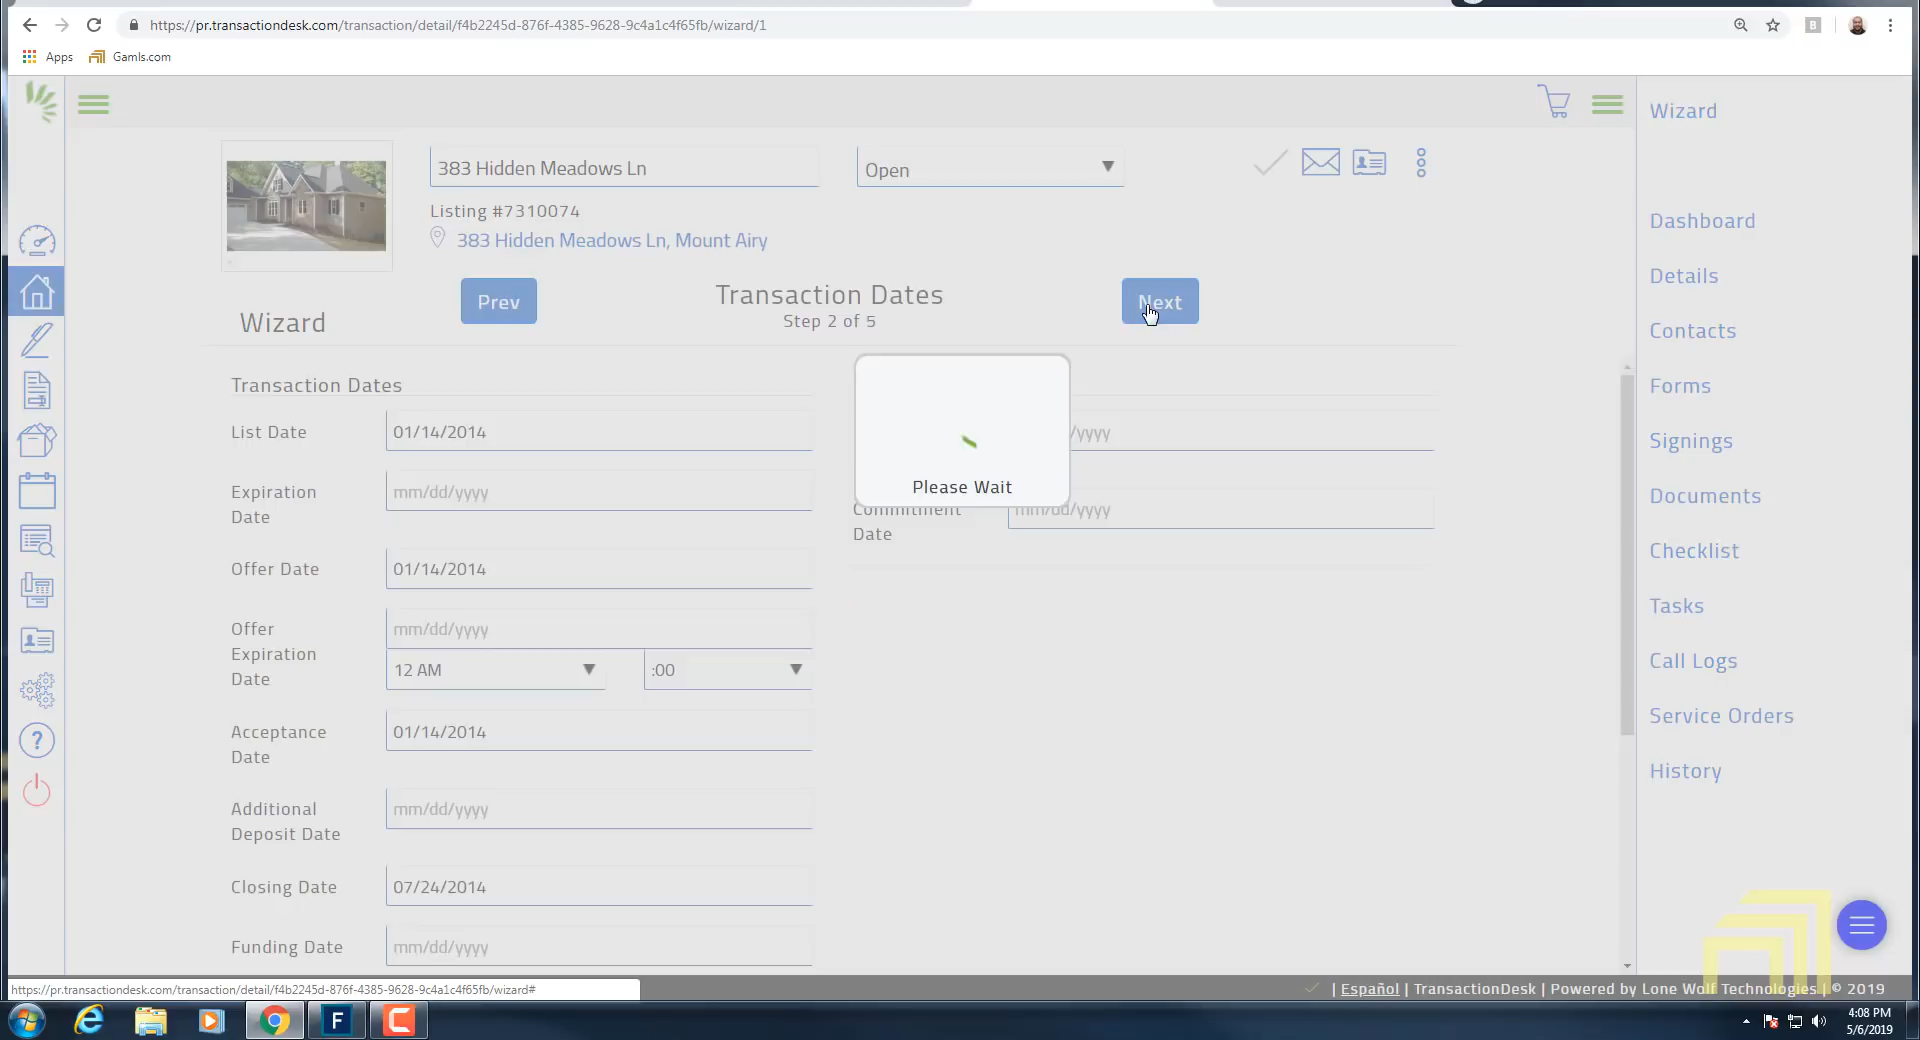 https://pr.transactiondesk.com/transaction/detail/f4b2245d-876f-4385-9628-9c4a1c4f65fb/wizard/1
B
Apps
Gamls.com
Wizard
383 Hidden Meadows Ln
Open
Listing #7310074
383 Hidden Meadows Ln, Mount Airy
Dashboard
Details
Contacts
Forms
Signings
Documents
Checklist
Tasks
Call Logs
Service Orders
History
Prev
Transaction Dates
Step 2 of 5
Next
Wizard
Transaction Dates
List Date
01/14/2014
/yyyy
Please Wait
Expiration
Date
mm/dd/yyyy
Commitment
Date
mm/dd/yyyy
Offer Date
01/14/2014
Offer
Expiration
Date
mm/dd/yyyy
12 AM
:00
Acceptance
Date
01/14/2014
Additional
Deposit Date
mm/dd/yyyy
Closing Date
07/24/2014
Funding Date
mm/dd/yyyy
?
https://pr.transactiondesk.com/transaction/detail/f4b2245d-876f-4385-9628-9c4a1c4f65fb/wizard#
| Español | TransactionDesk | Powered by Lone Wolf Technologies | © 2019
F
4:08 PM
5/6/2019